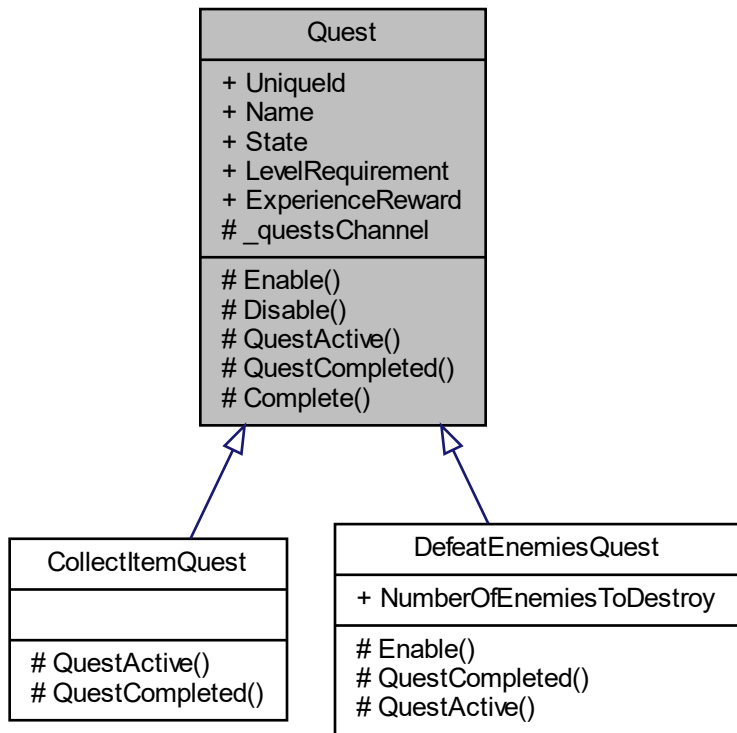 Quest
+ UniqueId
+ Name
+ State
+ LevelRequirement
+ ExperienceReward
# _questsChannel
# Enable()
# Disable()
# QuestActive()
# QuestCompleted()
# Complete()
CollectItemQuest
# QuestActive()
# QuestCompleted()
DefeatEnemiesQuest
+ NumberOfEnemiesToDestroy
# Enable()
# QuestCompleted()
# QuestActive()